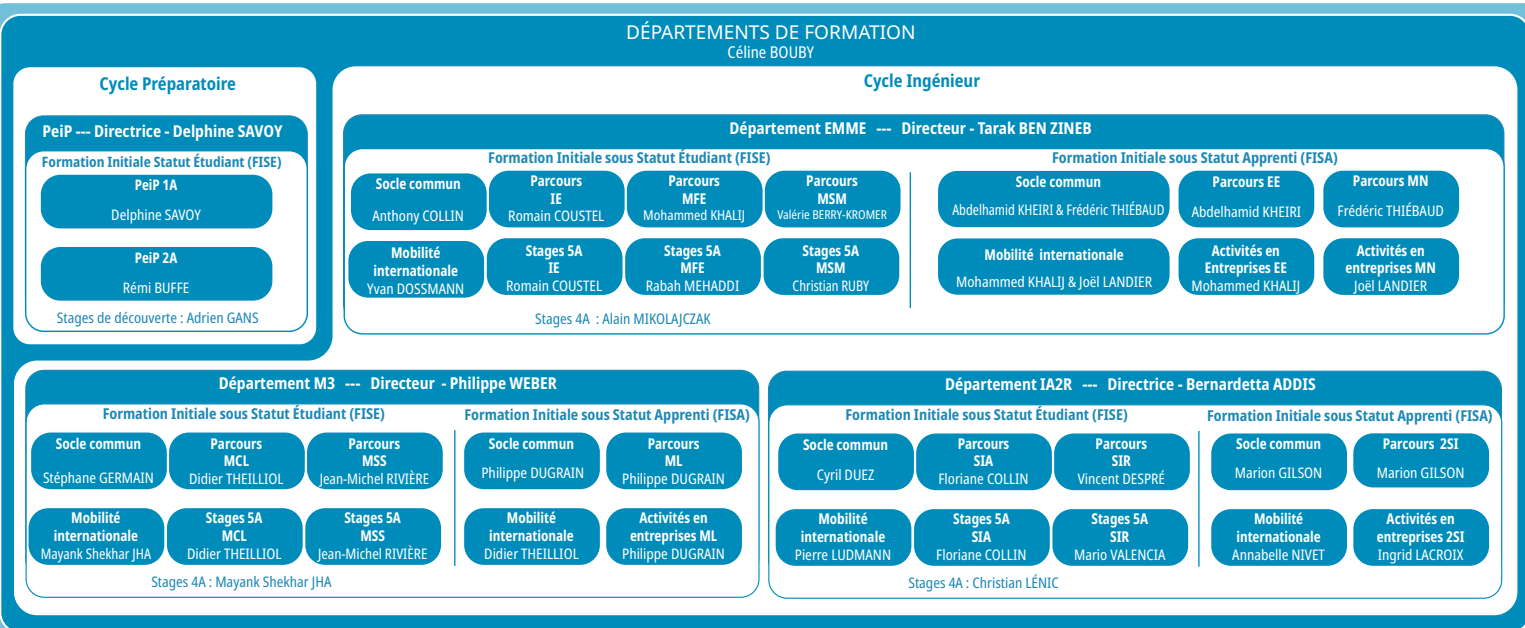 DÉPARTEMENTS DE FORMATION
Céline BOUBY
Cycle Préparatoire
PeiP --- Directrice - Delphine SAVOY
Formation Initiale Statut Étudiant (FISE)
PeiP 1A
Delphine SAVOY
PeiP 2A
Rémi BUFFE
Stages de découverte : Adrien GANS
Cycle Ingénieur
Département EMME --- Directeur - Tarak BEN ZINEB
Formation Initiale sous Statut Étudiant (FISE)
Socle commun
Anthony COLLIN
Parcours
IE
Romain COUSTEL
Parcours
MFE
Mohammed KHALIJ
Parcours
MSM
Valérie BERRY-KROMER
Mobilité
internationale
Yvan DOSSMANN
Stages 5A
IE
Romain COUSTEL
Stages 5A
MFE
Rabah MEHADDI
Stages 5A
MSM
Christian RUBY
Stages 4A : Alain MIKOLAJCZAK
Formation Initiale sous Statut Apprenti (FISA)
Socle commun
Abdelhamid KHEIRI & Frédéric THIÉBAUD
Parcours EE
Abdelhamid KHEIRI
Parcours MN
Frédéric THIÉBAUD
Mobilité internationale
Mohammed KHALIJ & Joël LANDIER
Activités en
Entreprises EE
Mohammed KHALIJ
Activités en
entreprises MN
Joël LANDIER
Département M3 --- Directeur - Philippe WEBER
Formation Initiale sous Statut Étudiant (FISE)
Socle commun
Stéphane GERMAIN
Parcours
MCL
Didier THEILLIOL
Parcours
MSS
Jean-Michel RIVIÈRE
Mobilité
internationale
Mayank Shekhar JHA
Stages 5A
MCL
Didier THEILLIOL
Stages 5A
MSS
Jean-Michel RIVIÈRE
Stages 4A : Mayank Shekhar JHA
Formation Initiale sous Statut Apprenti (FISA)
Socle commun
Philippe DUGRAIN
Parcours
ML
Philippe DUGRAIN
Mobilité
internationale
Didier THEILLIOL
Activités en
entreprises ML
Philippe DUGRAIN
Département IA2R --- Directrice - Bernardetta ADDIS
Formation Initiale sous Statut Étudiant (FISE)
Socle commun
Cyril DUEZ
Parcours
SIA
Floriane COLLIN
Parcours
SIR
Vincent DESPRÉ
Mobilité
internationale
Pierre LUDMANN
Stages 5A
SIA
Floriane COLLIN
Stages 5A
SIR
Mario VALENCIA
Stages 4A : Christian LÉNIC
Formation Initiale sous Statut Apprenti (FISA)
Socle commun
Marion GILSON
Parcours 2SI
Marion GILSON
Mobilité
internationale
Annabelle NIVET
Activités en
entreprises 2SI
Ingrid LACROIX